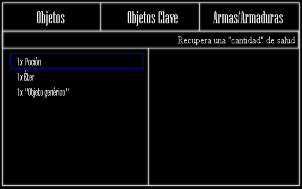 Objetos Objetos Clave Armas/Armaduras
Recupera una "cantidad" de salud
1x Poción
1x Éter
1x "Objeto genérico"